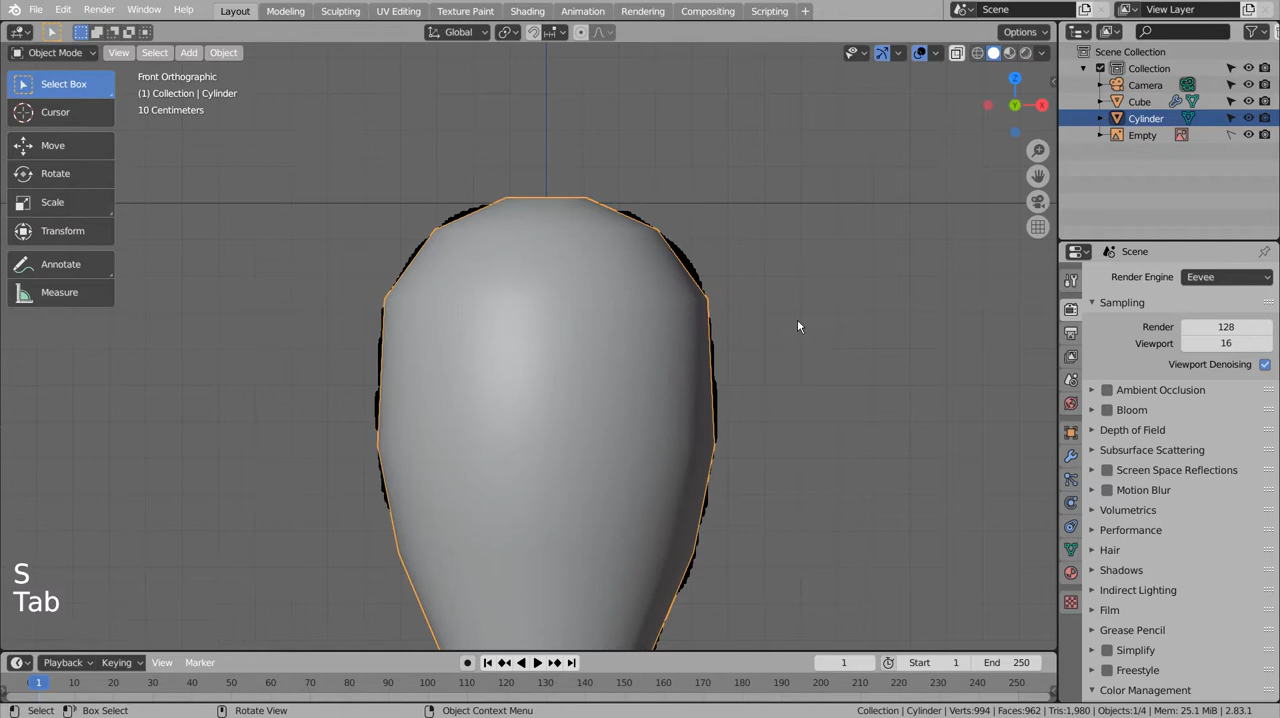 File Edit Render Window Help Layout Modeling Sculpting UV Editing Texture Paint Shading Animation Rendering Compositing Scripting + Scene View Layer
Object Mode View Select Add Object Global Options
Select Box
Cursor
Move
Rotate
Scale
Transform
Annotate
Measure
Front Orthographic
(1) Collection | Cylinder
10 Centimeters
Z
Y
X
S
Tab
Scene Collection
Collection
Camera
Cube
Cylinder
Empty
Scene
Render Engine Eevee
Sampling
Render 128
Viewport 16
Viewport Denoising
Ambient Occlusion
Bloom
Depth of Field
Subsurface Scattering
Screen Space Reflections
Motion Blur
Volumetrics
Performance
Hair
Shadows
Indirect Lighting
Film
Grease Pencil
Simplify
Freestyle
Color Management
Playback Keying View Marker 1 Start 1 End 250
1 10 20 30 40 50 60 70 80 90 100 110 120 130 140 150 160 170 180 190 200 210 220 230 240 250
Select Box Select Rotate View Object Context Menu Collection | Cylinder | Verts:994 | Faces:962 | Tris:1,980 | Objects:1/4 | Mem: 25.1 MiB | 2.83.1